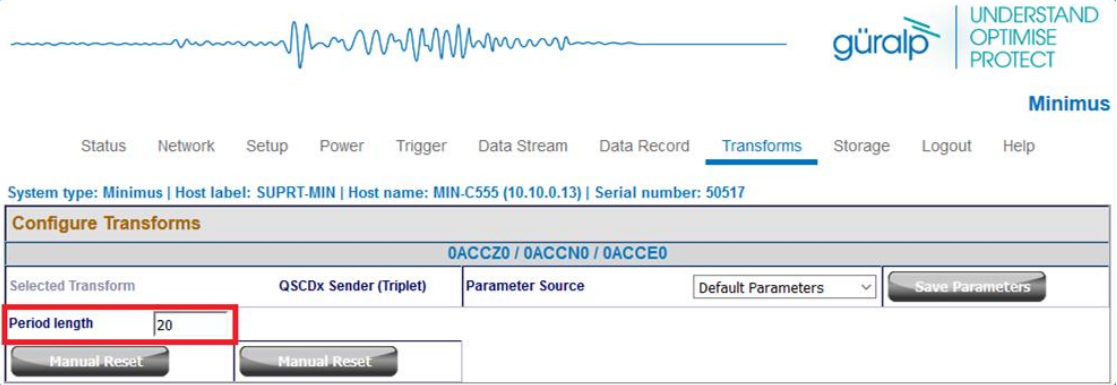 güralp
UNDERSTAND
OPTIMISE
PROTECT
Minimus
Status Network Setup Power Trigger Data Stream Data Record Transforms Storage Logout Help
System type: Minimus | Host label: SUPRT-MIN | Host name: MIN-C555 (10.10.0.13) | Serial number: 50517
Configure Transforms
0ACCZ0 / 0ACCN0 / 0ACCE0
Selected Transform QSCDx Sender (Triplet) Parameter Source Default Parameters Save Parameters
Period length 20
Manual Reset Manual Reset